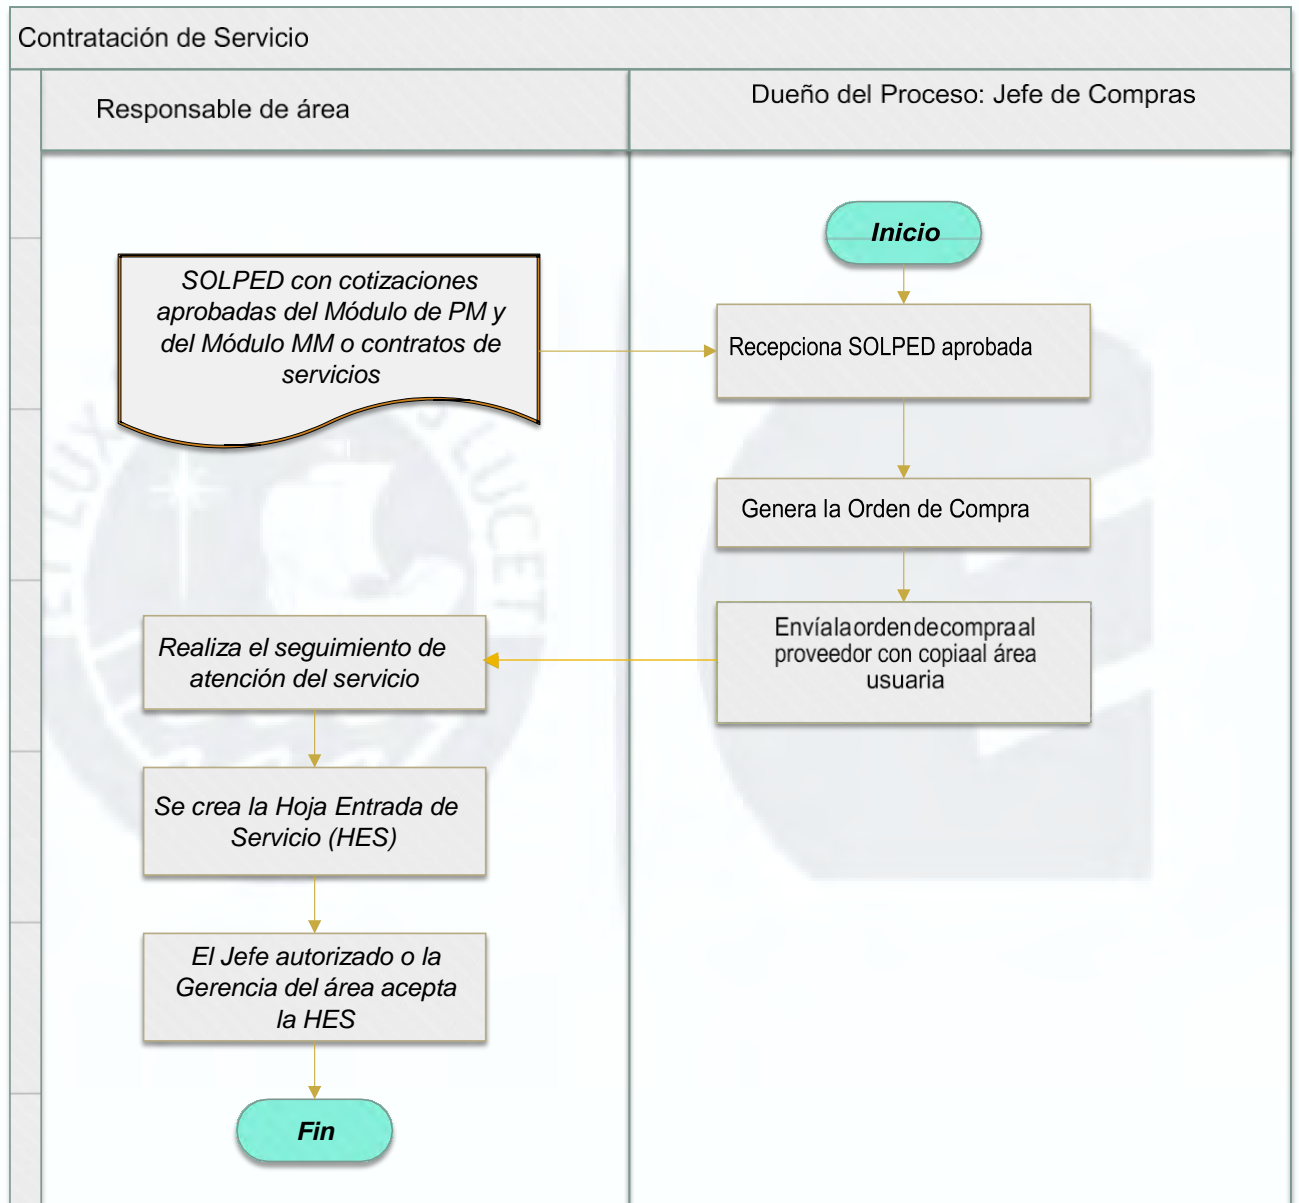 Contratación de Servicio
Responsable de área
Dueño del Proceso: Jefe de Compras
Inicio
SOLPED con cotizaciones
aprobadas del Módulo de PM y
del Módulo MM o contratos de
servicios
Recepciona SOLPED aprobada
Genera la Orden de Compra
Envíalaordendecompraal
proveedor con copiaal área
usuaria
Realiza el seguimiento de
atención del servicio
Se crea la Hoja Entrada de
Servicio (HES)
El Jefe autorizado o la
Gerencia del área acepta
la HES
Fin
ET LUX
LUCET